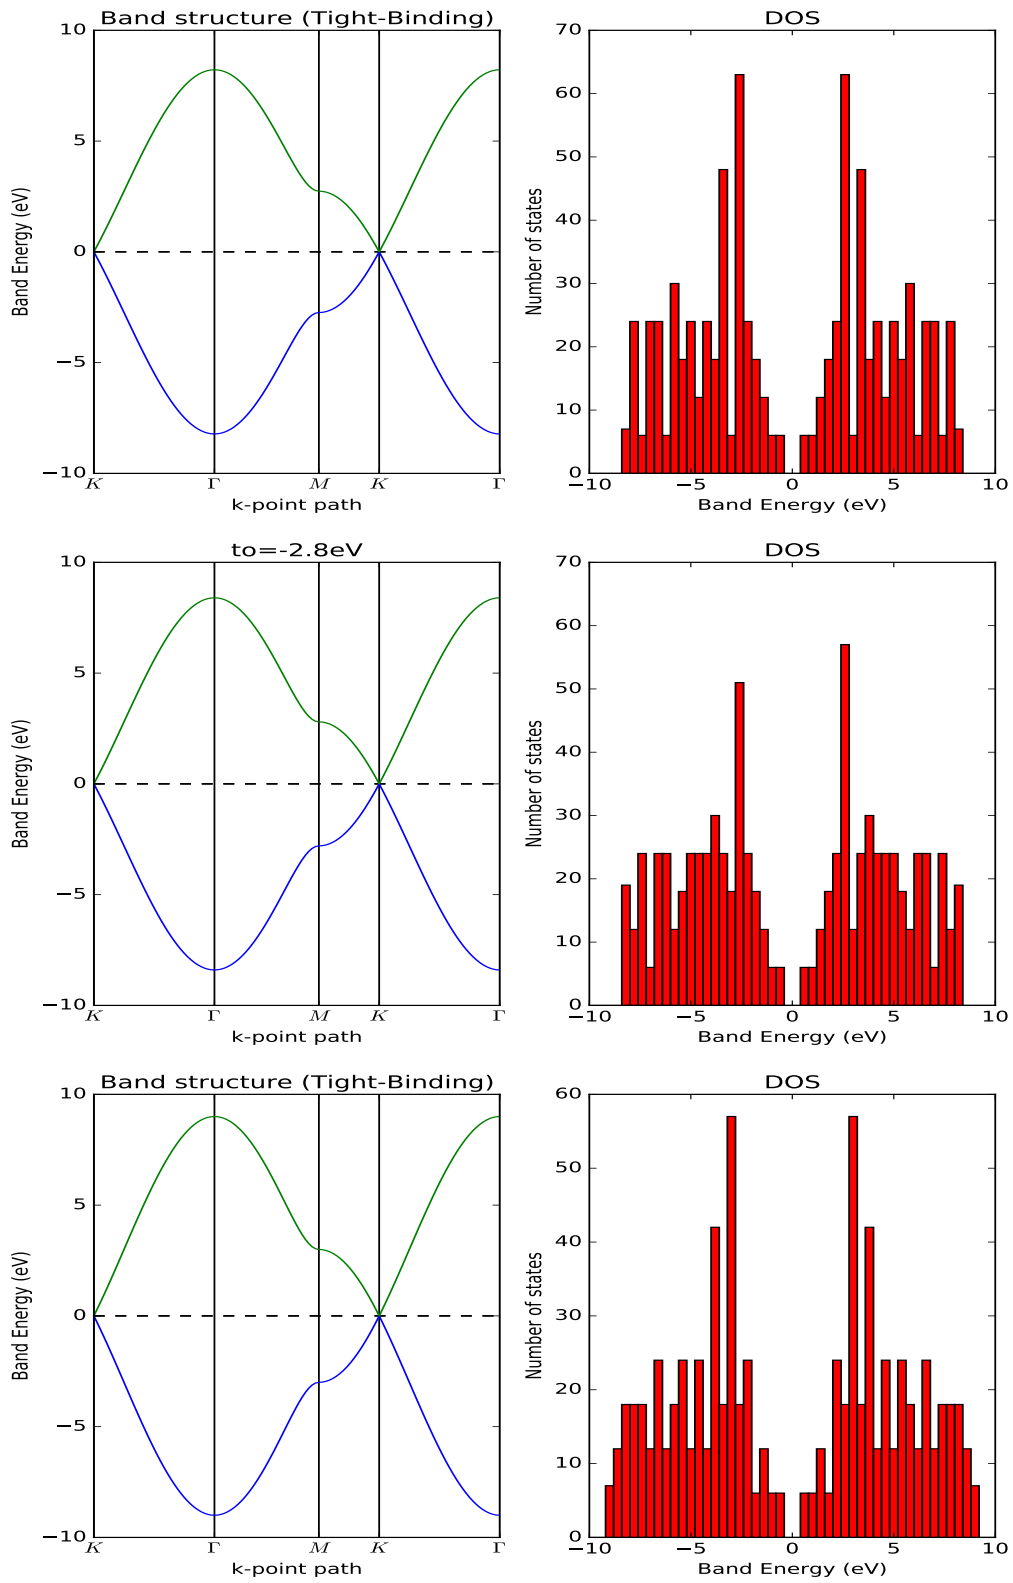 Band structure (Tight-Binding)
10
5
0
−5
−10
Band Energy (eV)
K Γ M K Γ
k-point path
DOS
70
60
50
40
30
20
10
0
Number of states
−10 −5 0 5 10
Band Energy (eV)
to=-2.8eV
10
5
0
−5
−10
Band Energy (eV)
K Γ M K Γ
k-point path
DOS
70
60
50
40
30
20
10
0
Number of states
−10 −5 0 5 10
Band Energy (eV)
Band structure (Tight-Binding)
10
5
0
−5
−10
Band Energy (eV)
K Γ M K Γ
k-point path
DOS
60
50
40
30
20
10
0
Number of states
−10 −5 0 5 10
Band Energy (eV)